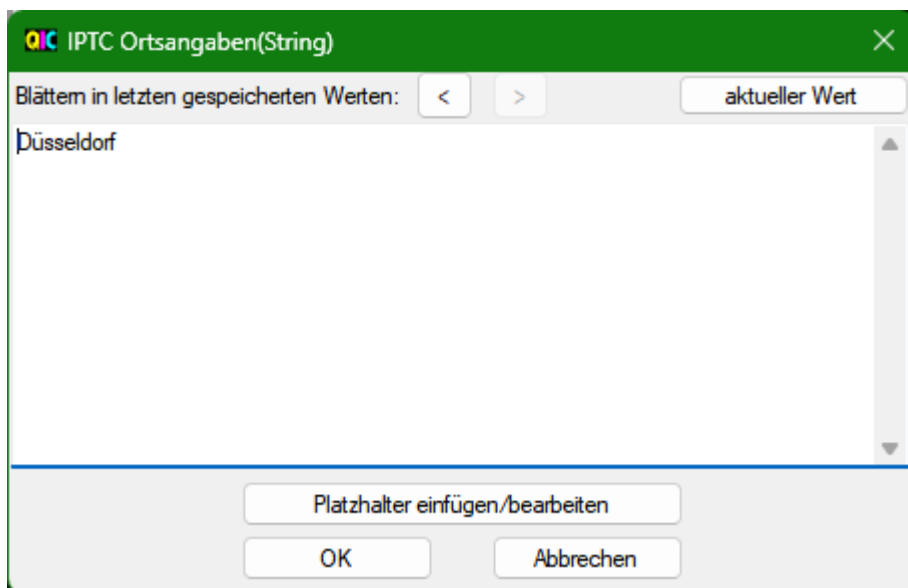 QIC IPTC Ortsangaben(String)
Blättern in letzten gespeicherten Werten: < > aktueller Wert
Düsseldorf
Platzhalter einfügen/bearbeiten
OK Abbrechen